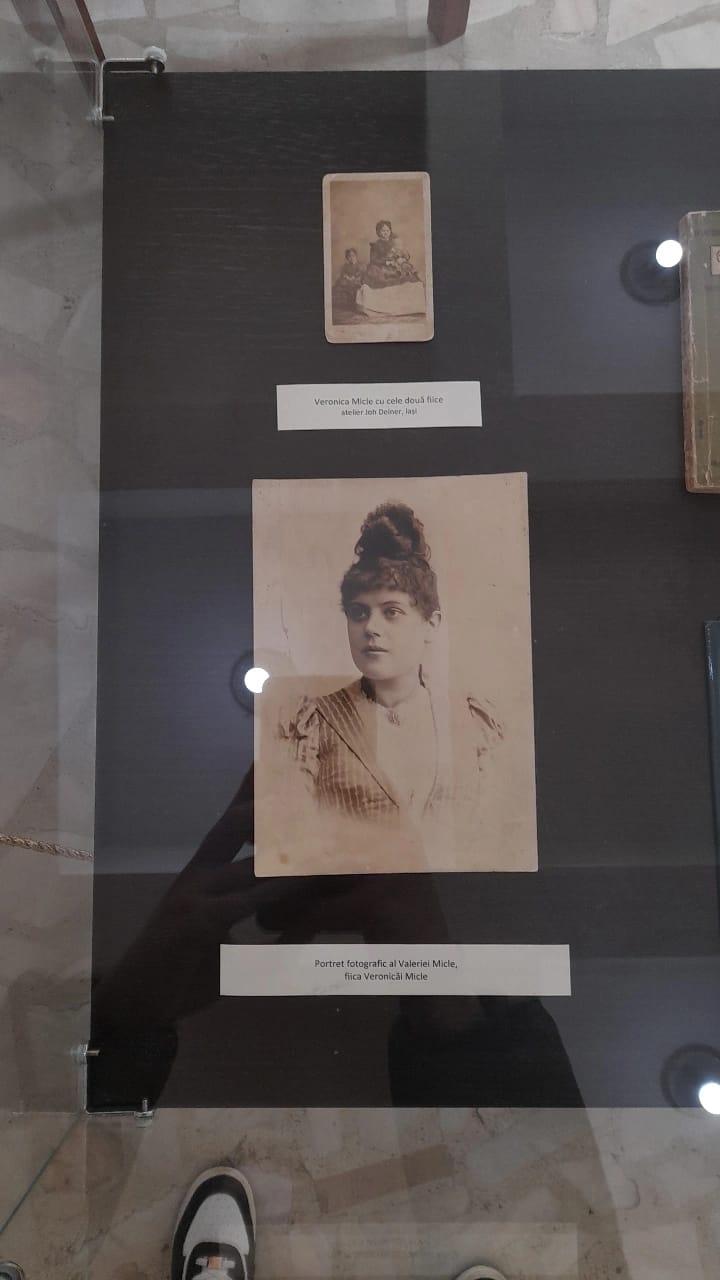 Veronica Micle cu cele două fiice
atelier Joh Deiner, Iași
Portret fotografic al Valeriei Micle,
fiica Veronicăi Micle